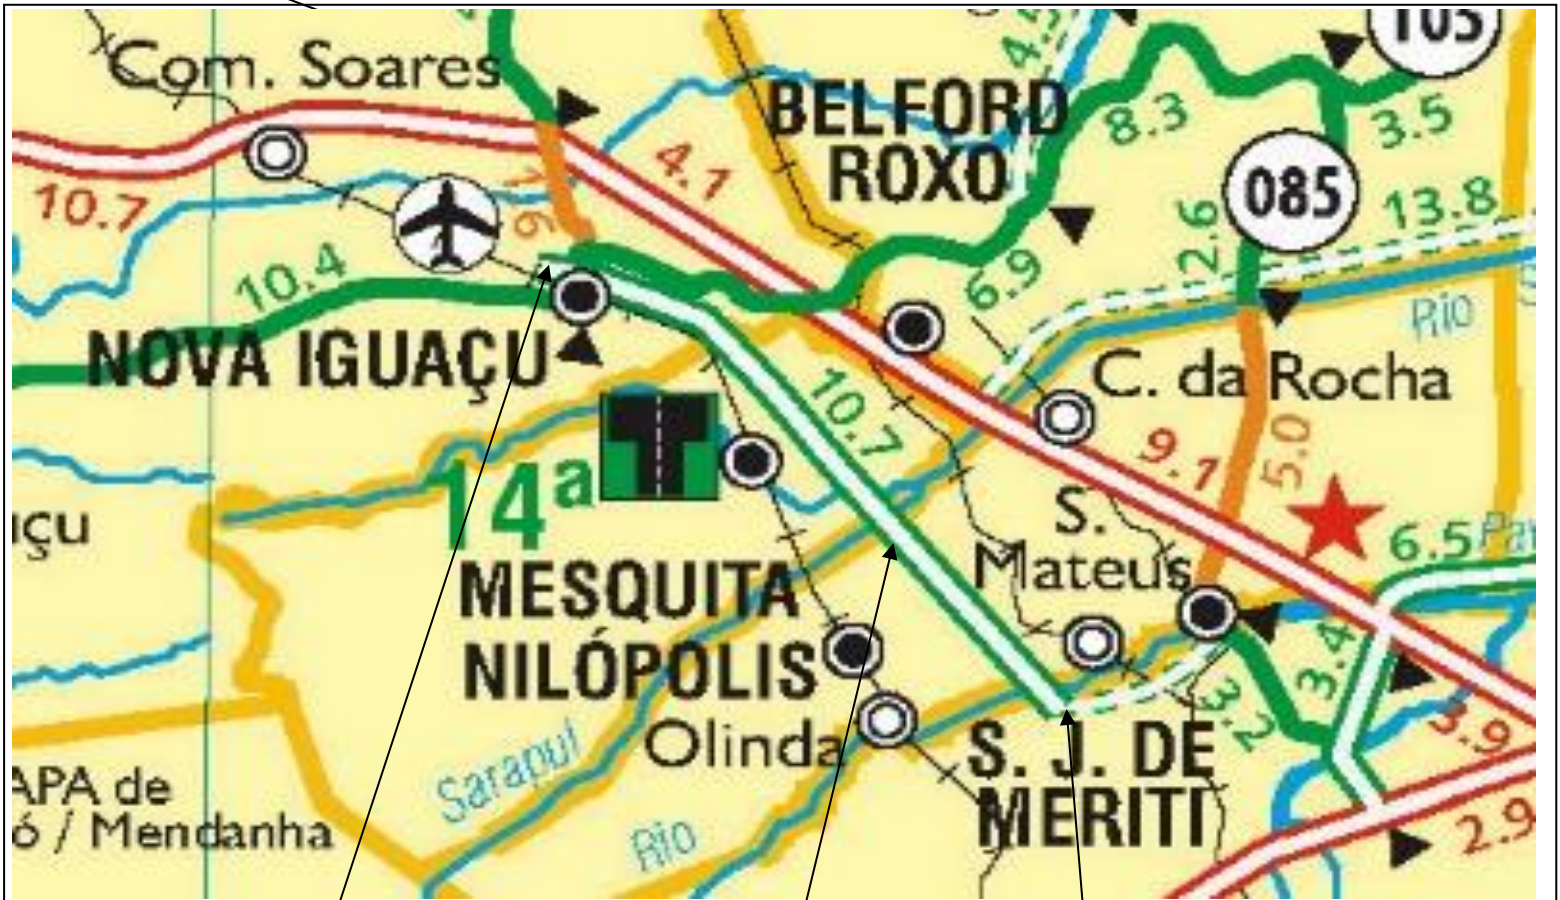 Com. Soares
4.5
105
BELFORD
ROXO
8.3
3.5
4.1
10.7
085
2.6
13.8
10.4
6.9
Rio
NOVA IGUAÇU
C. da Rocha
10.7
9.1
5.0
14ª
S.
Mateus
6.5
MESQUITA
NILÓPOLIS
3.4
3.2
Olinda
S. J. DE
MERITI
3.9
Sarapuí
APA de
ó / Mendanha
Rio
2.9